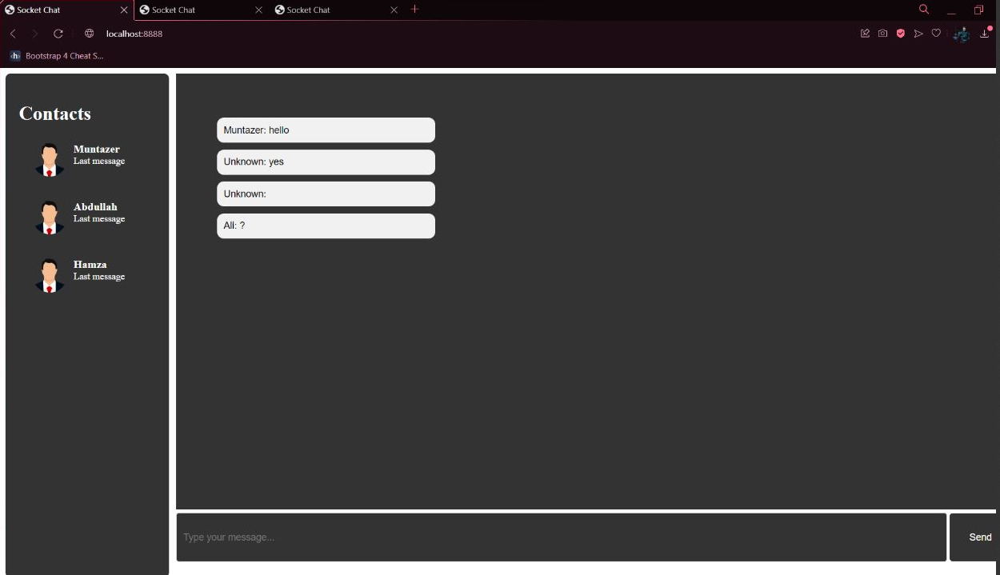 Socket Chat
Socket Chat
Socket Chat
localhost:8888
‹h›
Bootstrap 4 Cheat S...
Contacts
Muntazer
Last message
Abdullah
Last message
Hamza
Last message
Muntazer: hello
Unknown: yes
Unknown:
Ali: ?
Type your message...
Send